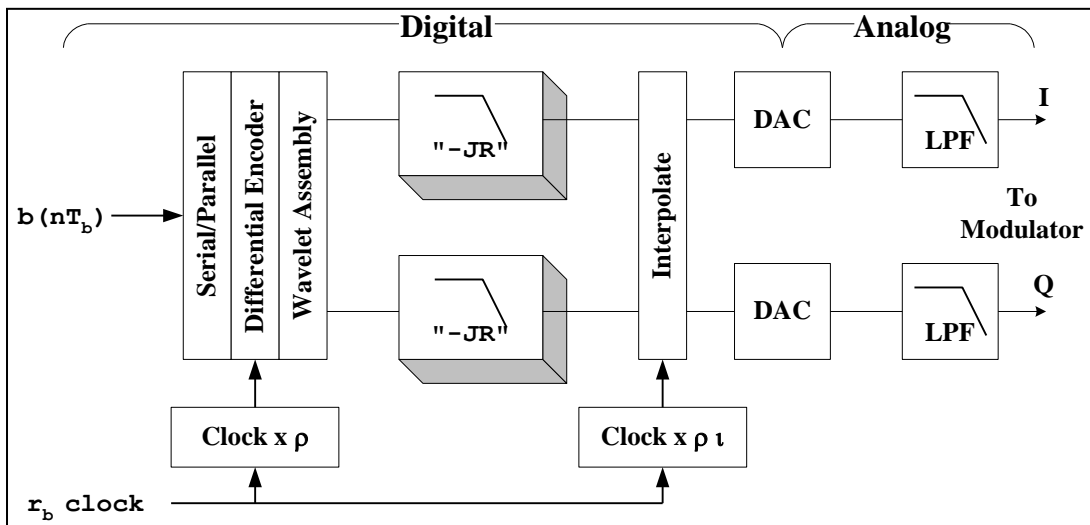 Digital
Analog
Serial/Parallel
Differential Encoder
Wavelet Assembly
"-JR"
Interpolate
DAC
LPF
I
b(nT_b)
To
Modulator
"-JR"
DAC
LPF
Q
Clock x ρ
Clock x ρ ι
r_b clock